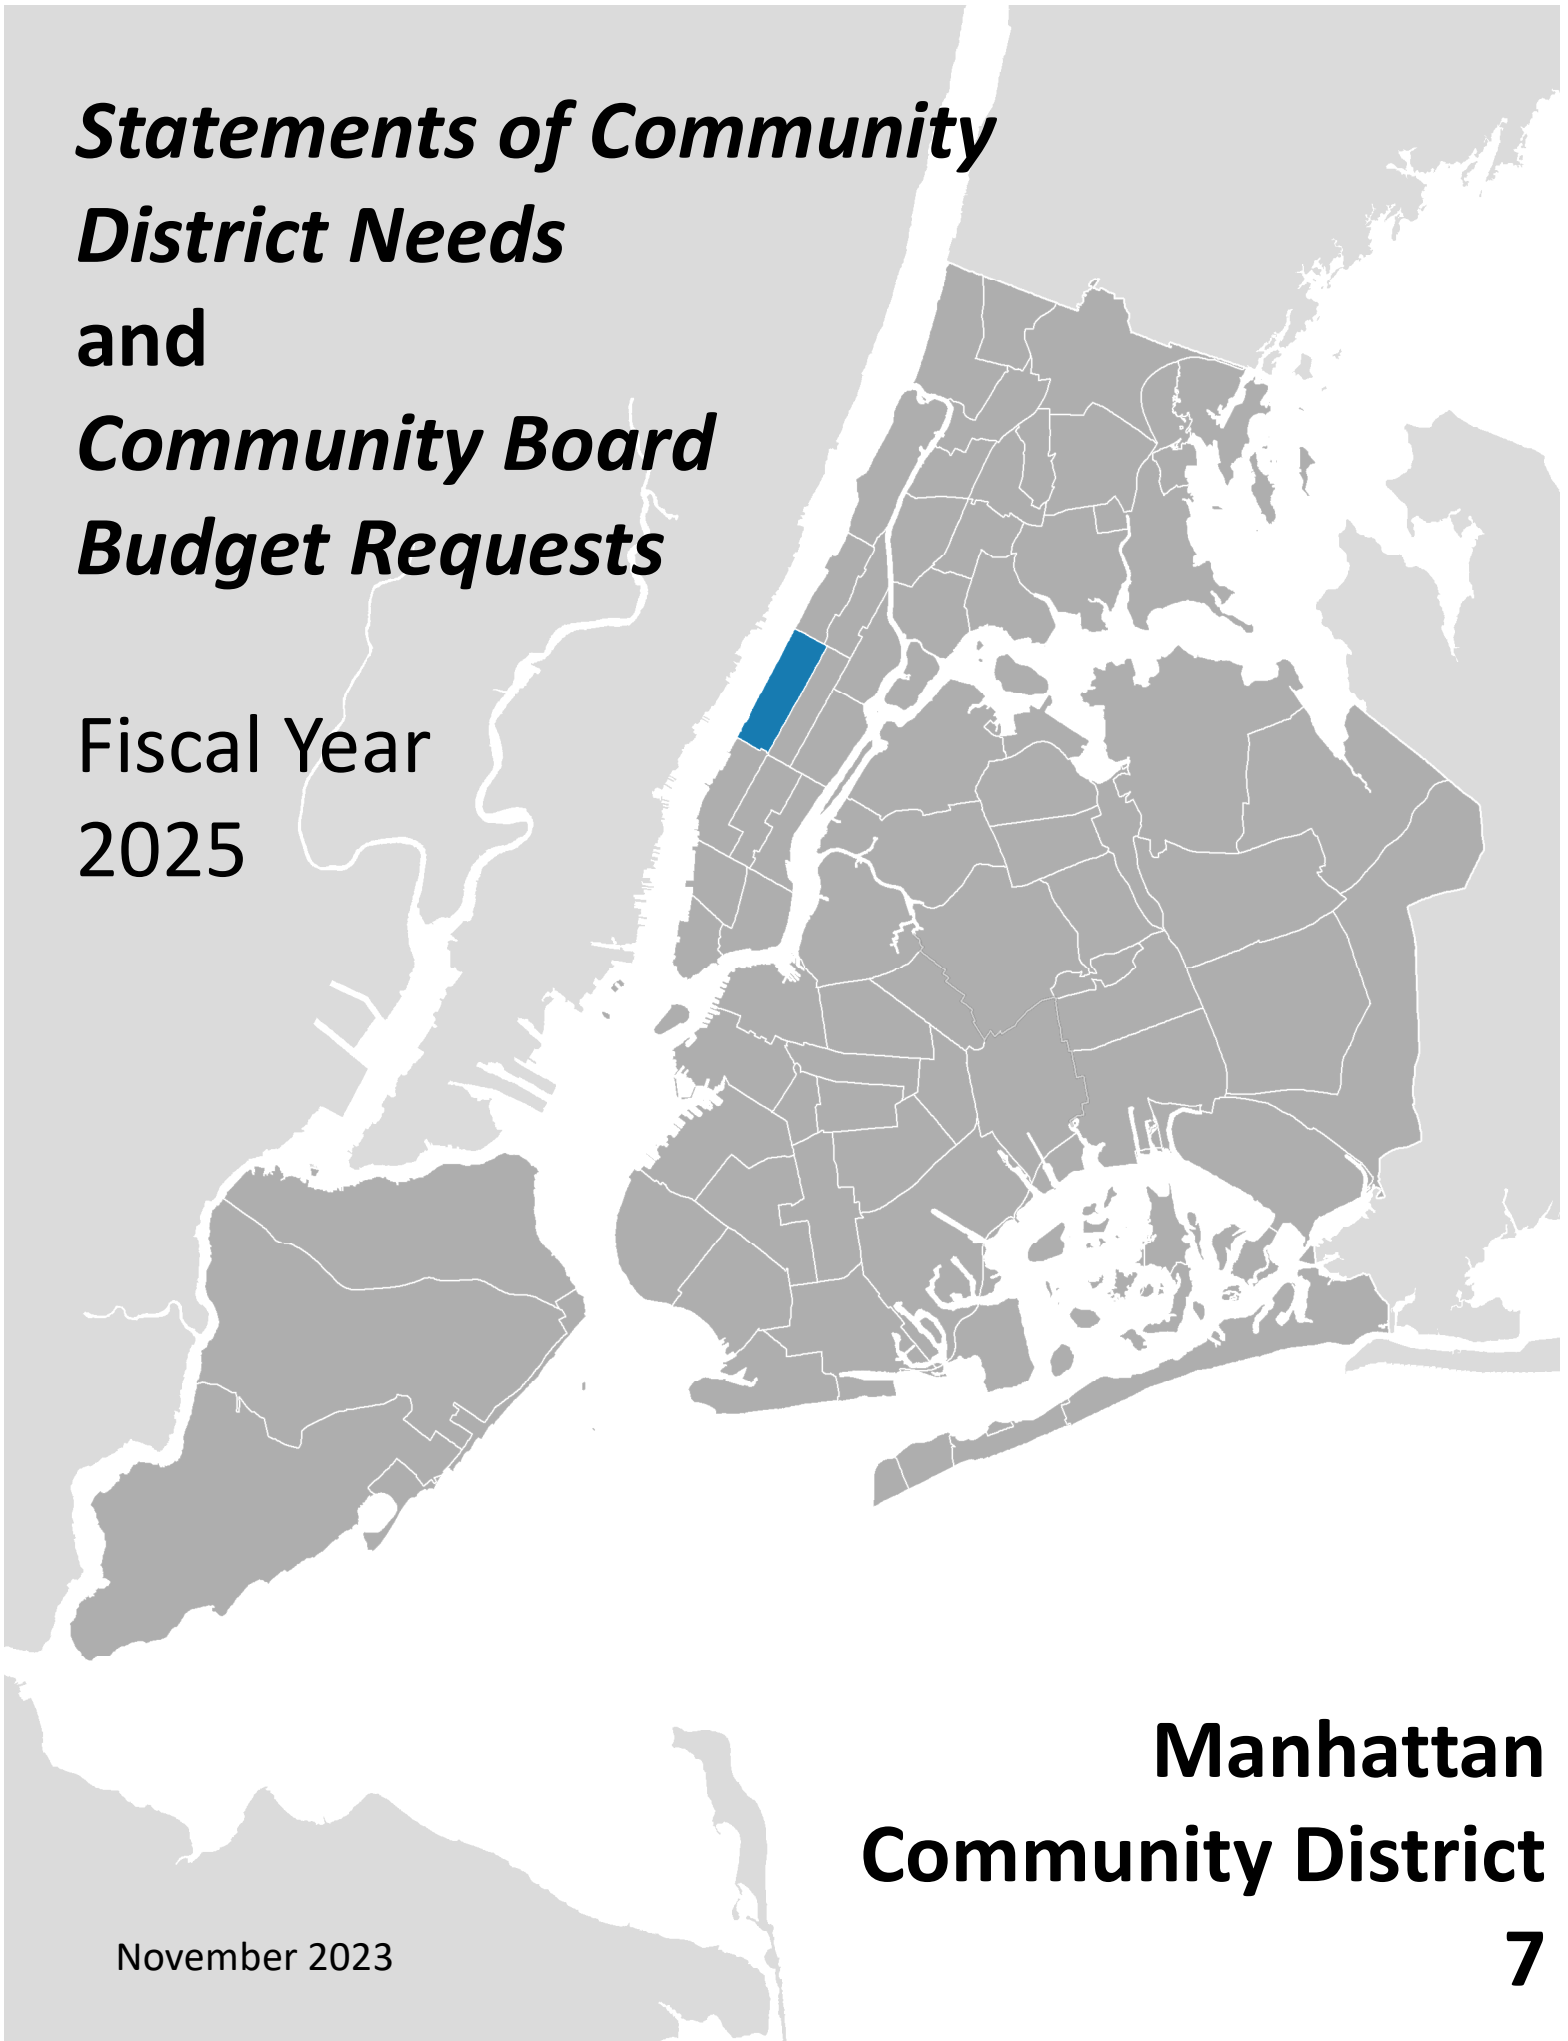 Statements of Community
District Needs
and
Community Board
Budget Requests
Fiscal Year
2025
Manhattan
Community District
7
November 2023